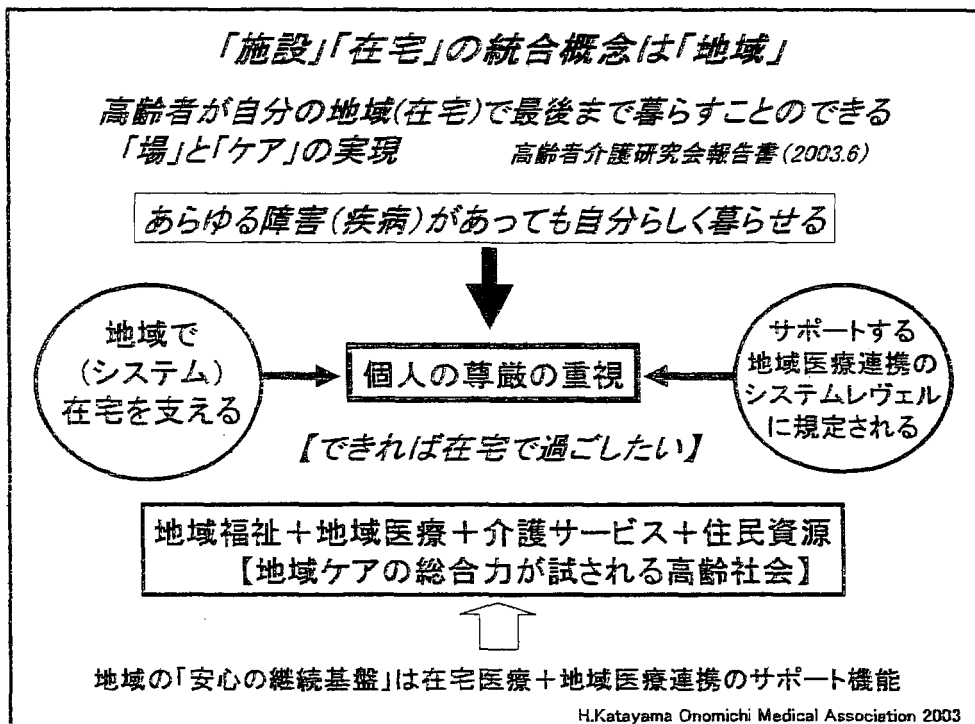 「施設」「在宅」の統合概念は「地域」
高齢者が自分の地域(在宅)で最後まで暮らすことのできる
「場」と「ケア」の実現 高齢者介護研究会報告書(2003.6)
あらゆる障害(疾病)があっても自分らしく暮らせる
地域で
(システム)
在宅を支える
個人の尊厳の重視
サポートする
地域医療連携の
システムレヴェル
に規定される
【できれば在宅で過ごしたい】
地域福祉+地域医療+介護サービス+住民資源
【地域ケアの総合力が試される高齢社会】
地域の「安心の継続基盤」は在宅医療+地域医療連携のサポート機能
H.Katayama Onomichi Medical Association 2003